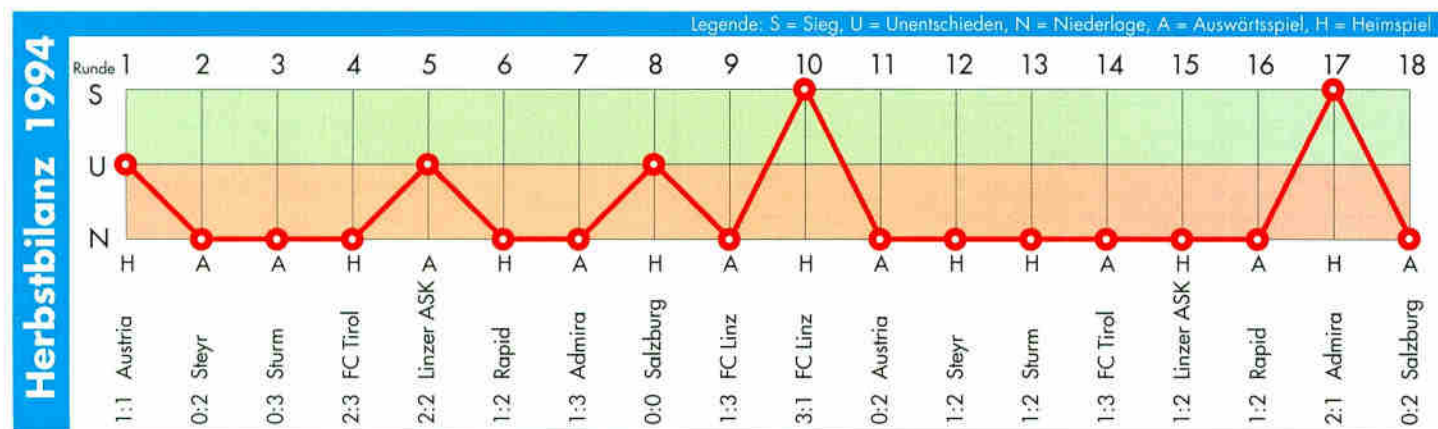 Herbstbilanz 1994
Legende: S = Sieg, U = Unentschieden, N = Niederlage, A = Auswärtsspiel, H = Heimspiel
Runde 1 2 3 4 5 6 7 8 9 10 11 12 13 14 15 16 17 18
S
U
N
H A A H A H A H A H A H H A H A H A
1:1 Austria
0:2 Steyr
0:3 Sturm
2:3 FC Tirol
2:2 Linzer ASK
1:2 Rapid
1:3 Admira
0:0 Salzburg
1:3 FC Linz
3:1 FC Linz
0:2 Austria
1:2 Steyr
1:2 Sturm
1:3 FC Tirol
1:2 Linzer ASK
1:2 Rapid
2:1 Admira
0:2 Salzburg